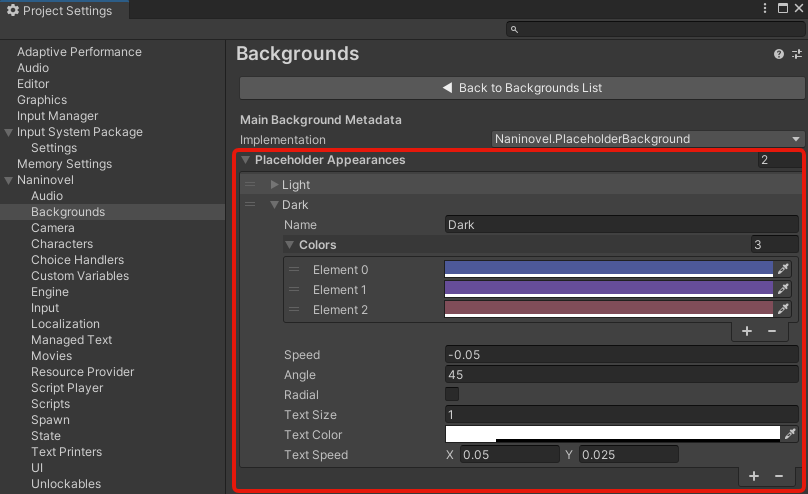 Project Settings
Adaptive Performance
Audio
Editor
Graphics
Input Manager
Input System Package
Settings
Memory Settings
Naninovel
Audio
Backgrounds
Camera
Characters
Choice Handlers
Custom Variables
Engine
Input
Localization
Managed Text
Movies
Resource Provider
Script Player
Scripts
Spawn
State
Text Printers
UI
Unlockables
Backgrounds
Back to Backgrounds List
Main Background Metadata
Implementation Naninovel.PlaceholderBackground
Placeholder Appearances 2
Light
Dark
Name Dark
Colors 3
Element 0
Element 1
Element 2
Speed -0.05
Angle 45
Radial
Text Size 1
Text Color
Text Speed X 0.05 Y 0.025